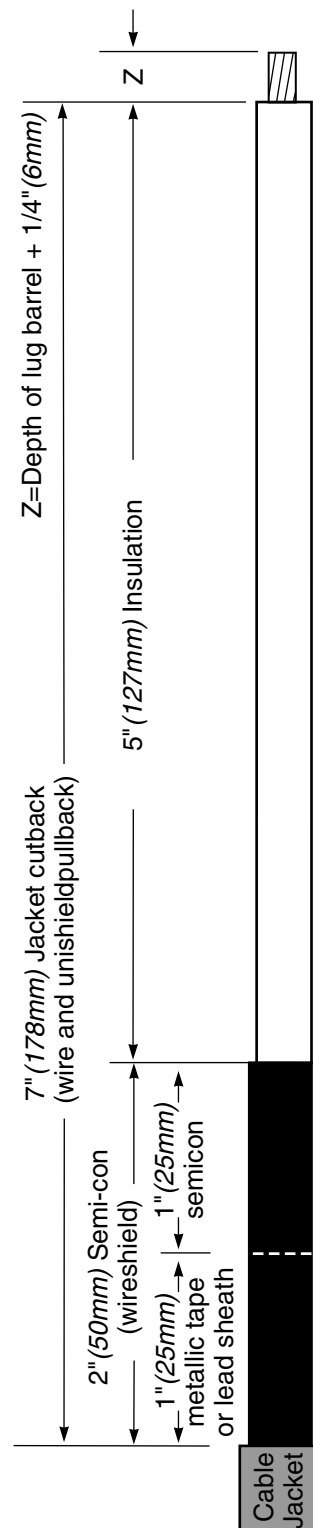 Z=Depth of lug barrel + 1/4"(6mm)
Z
7"(178mm) Jacket cutback
(wire and unishieldpullback)
5"(127mm) Insulation
2"(50mm) Semi-con
(wireshield)
1"(25mm)
semicon
1"(25mm)
metallic tape
or lead sheath
Cable
Jacket